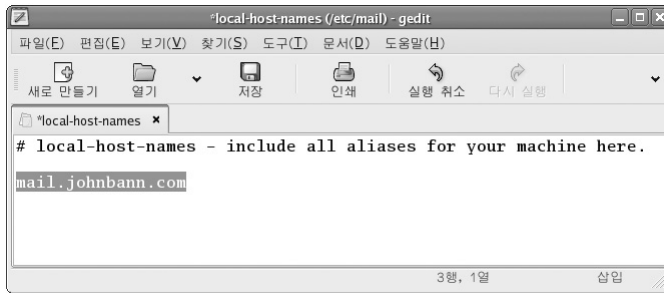 *local-host-names (/etc/mail) - gedit
파일(F) 편집(E) 보기(V) 찾기(S) 도구(T) 문서(D) 도움말(H)
새로 만들기 열기 저장 인쇄 실행 취소 다시 실행
*local-host-names ×
# local-host-names - include all aliases for your machine here.
mail.johnbann.com
3행, 1열 삽입